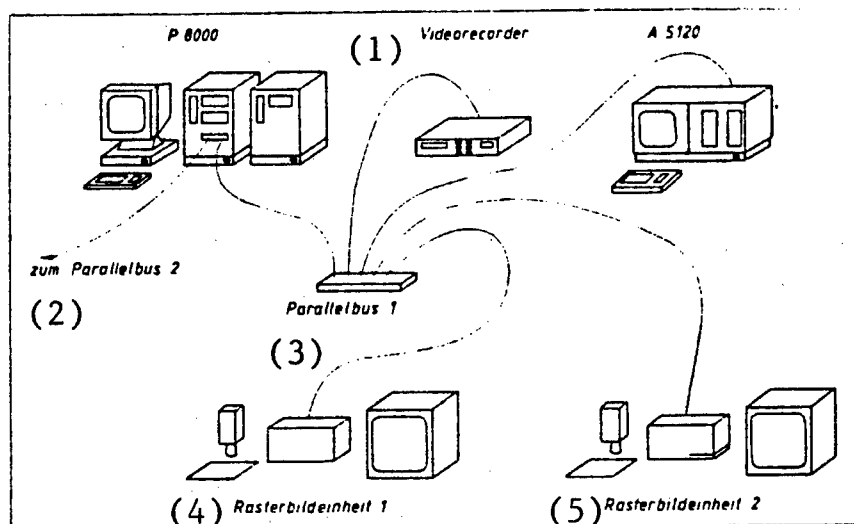 P 8000
(1)
Videorecorder
A 5120
zum Parallelbus 2
(2)
Parallelbus 1
(3)
(4) Rasterbildeinheit 1
(5) Rasterbildeinheit 2